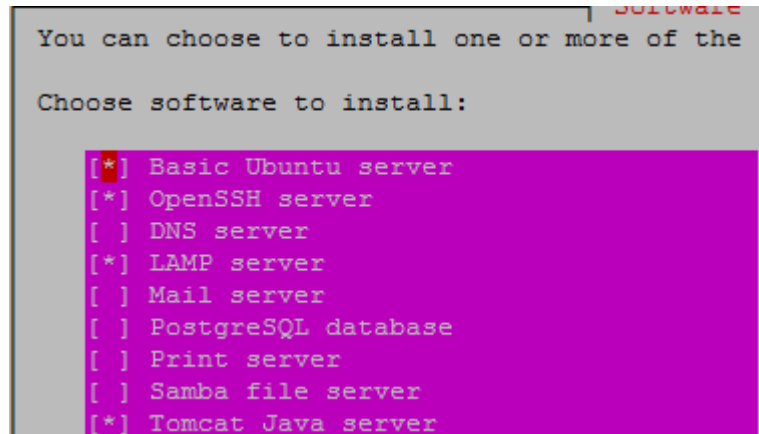 Software
You can choose to install one or more of the
Choose software to install:
[*] Basic Ubuntu server
[*] OpenSSH server
[ ] DNS server
[*] LAMP server
[ ] Mail server
[ ] PostgreSQL database
[ ] Print server
[ ] Samba file server
[*] Tomcat Java server